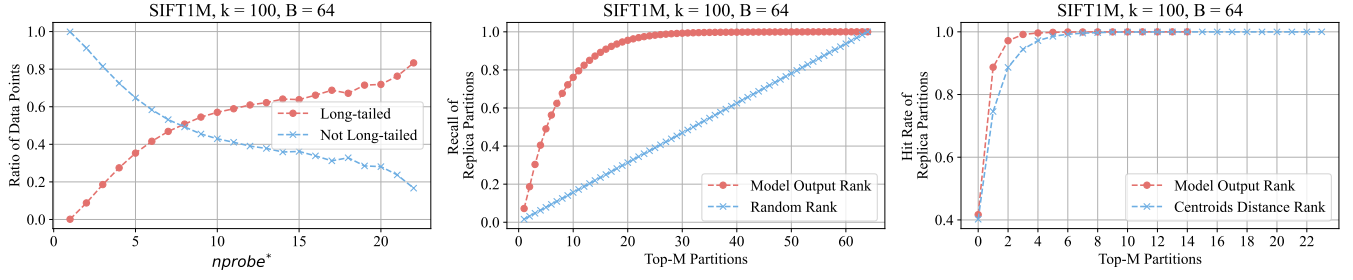 SIFT1M, k = 100, B = 64
Ratio of Data Points
1.0
0.8
0.6
0.4
0.2
0.0
Long-tailed
Not Long-tailed
0 5 10 15 20
nprobe*
SIFT1M, k = 100, B = 64
Recall of
Replica Partitions
1.0
0.8
0.6
0.4
0.2
0.0
Model Output Rank
Random Rank
0 10 20 30 40 50 60
Top-M Partitions
SIFT1M, k = 100, B = 64
Hit Rate of
Replica Partitions
1.0
0.8
0.6
0.4
Model Output Rank
Centroids Distance Rank
0 2 4 6 8 10 12 14 16 18 20 22
Top-M Partitions